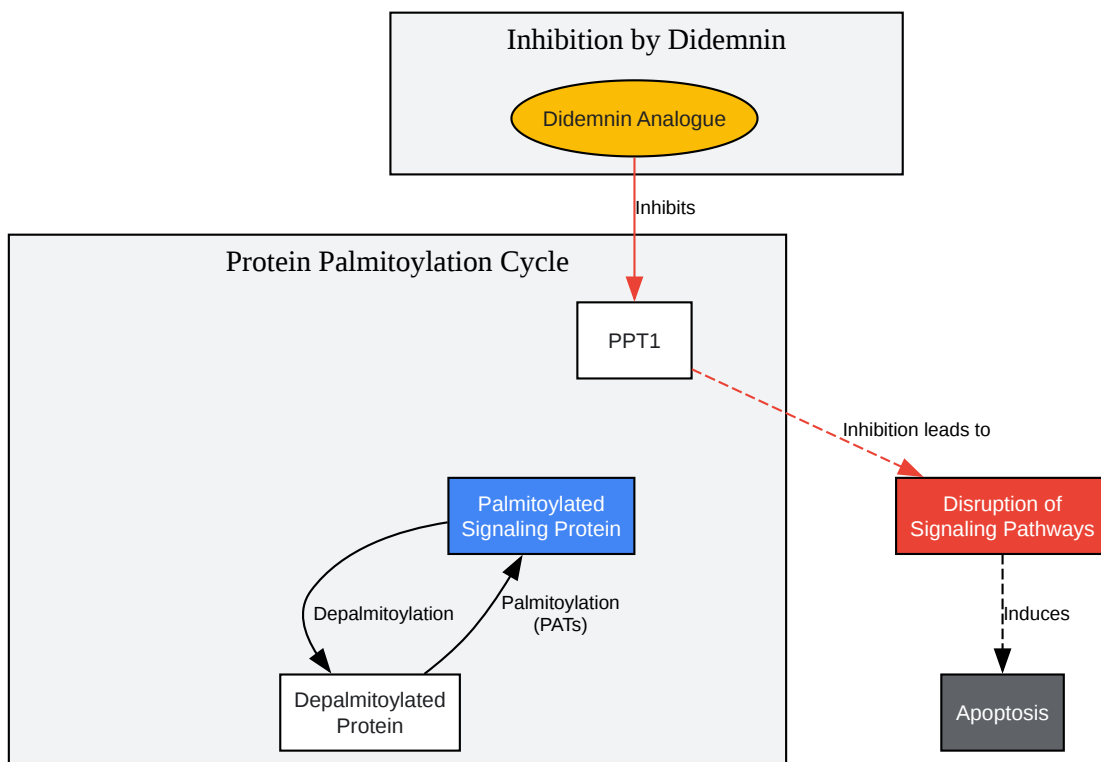 Inhibition by Didemnin
Didemnin Analogue
Inhibits
Protein Palmitoylation Cycle
PPT1
Inhibition leads to
Palmitoylated
Signaling Protein
Disruption of
Signaling Pathways
Depalmitoylation
Palmitoylation
(PATs)
Induces
Depalmitoylated
Protein
Apoptosis